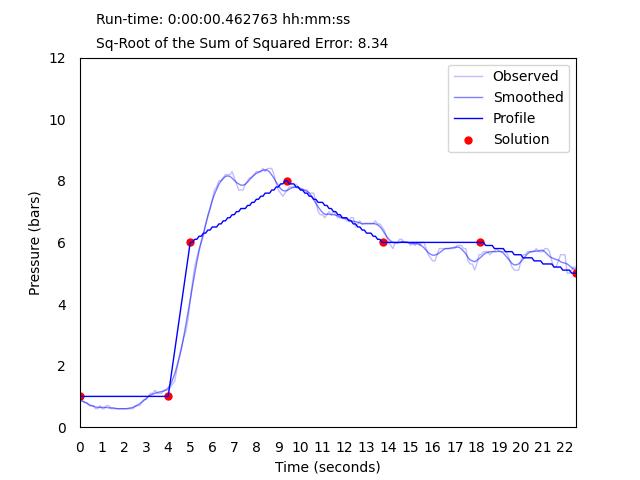 Run-time: 0:00:00.462763 hh:mm:ss
Sq-Root of the Sum of Squared Error: 8.34
12
10
8
6
4
2
0
Pressure (bars)
Observed
Smoothed
Profile
Solution
0 1 2 3 4 5 6 7 8 9 10 11 12 13 14 15 16 17 18 19 20 21 22
Time (seconds)